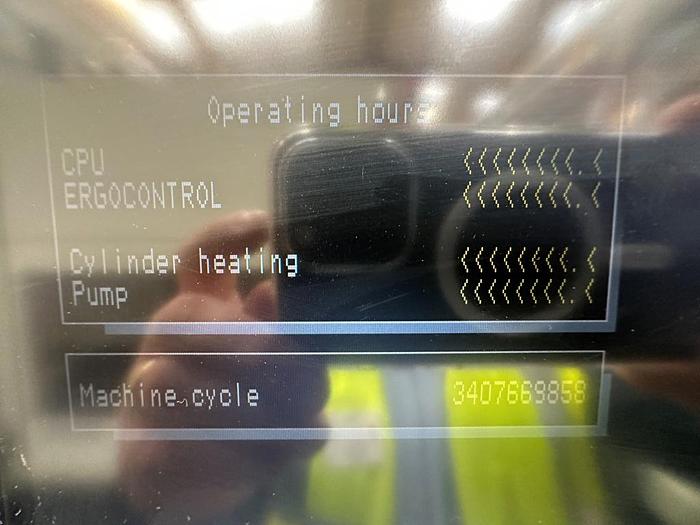 Operating hours
CPU <<<<<<<<.<
ERGOCONTROL <<<<<<<<.<
Cylinder heating <<<<<<<<.<
Pump <<<<<<<<.<
Machine cycle 3407669858